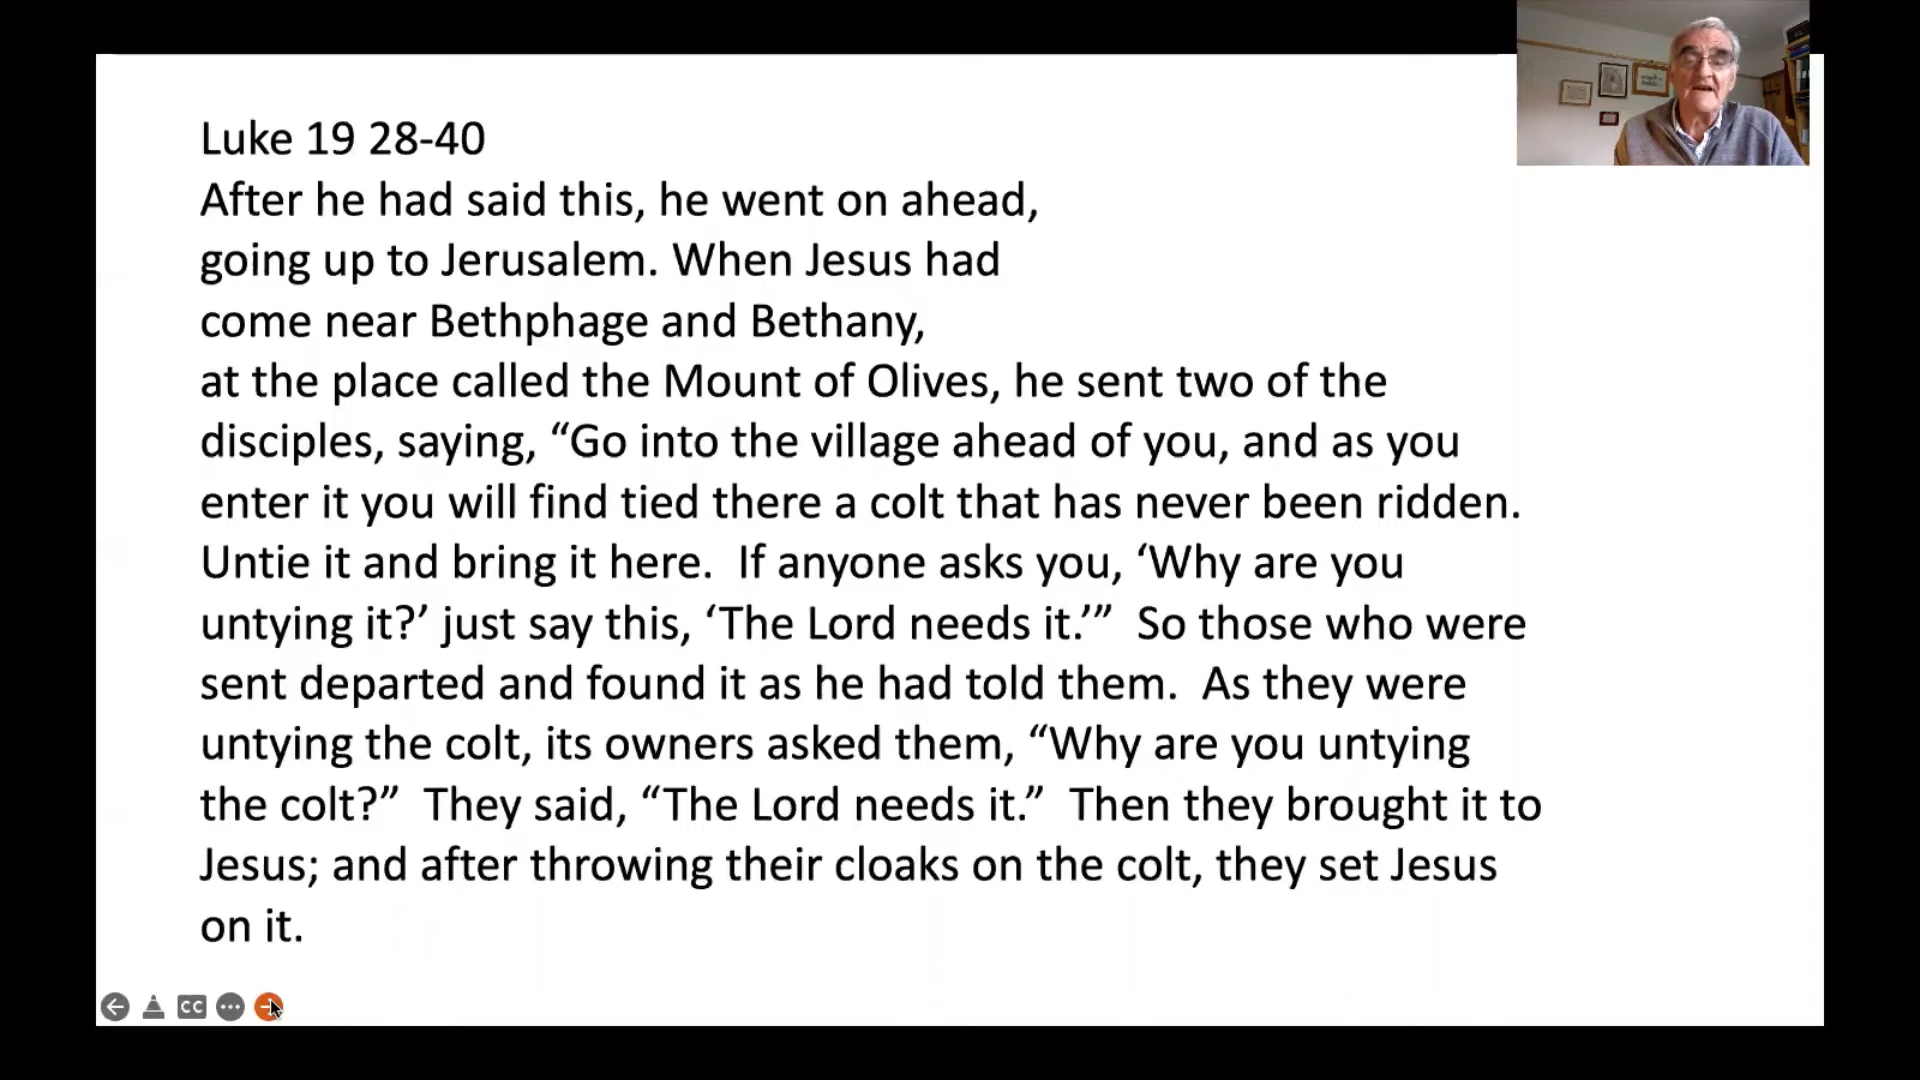 Luke 19 28-40
After he had said this, he went on ahead,
going up to Jerusalem. When Jesus had
come near Bethphage and Bethany,
at the place called the Mount of Olives, he sent two of the
disciples, saying, “Go into the village ahead of you, and as you
enter it you will find tied there a colt that has never been ridden.
Untie it and bring it here.  If anyone asks you, ‘Why are you
untying it?’ just say this, ‘The Lord needs it.’”  So those who were
sent departed and found it as he had told them.  As they were
untying the colt, its owners asked them, “Why are you untying
the colt?”  They said, “The Lord needs it.”  Then they brought it to
Jesus; and after throwing their cloaks on the colt, they set Jesus
on it.
CC